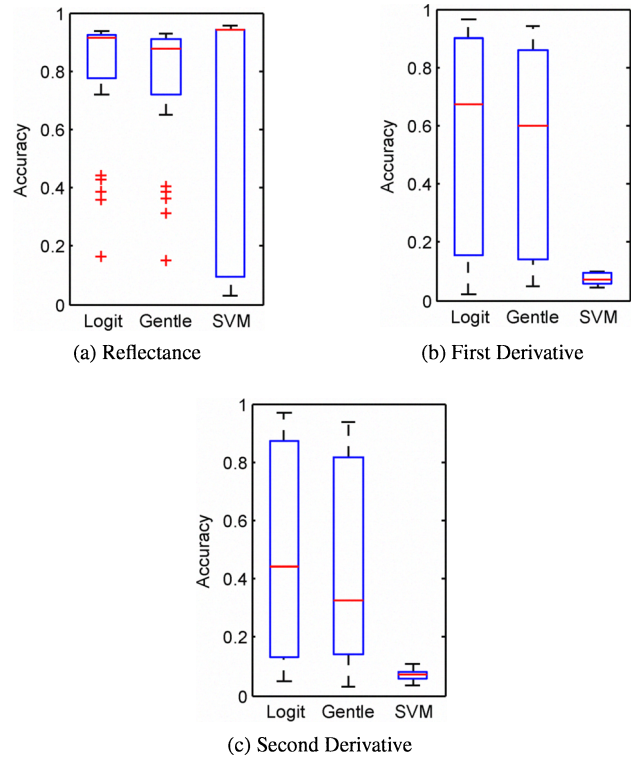 1
0.8
0.6
0.4
0.2
0
Accuracy
Logit Gentle SVM
(a) Reflectance
1
0.8
0.6
0.4
0.2
0
Accuracy
Logit Gentle SVM
(b) First Derivative
1
0.8
0.6
0.4
0.2
0
Accuracy
Logit Gentle SVM
(c) Second Derivative